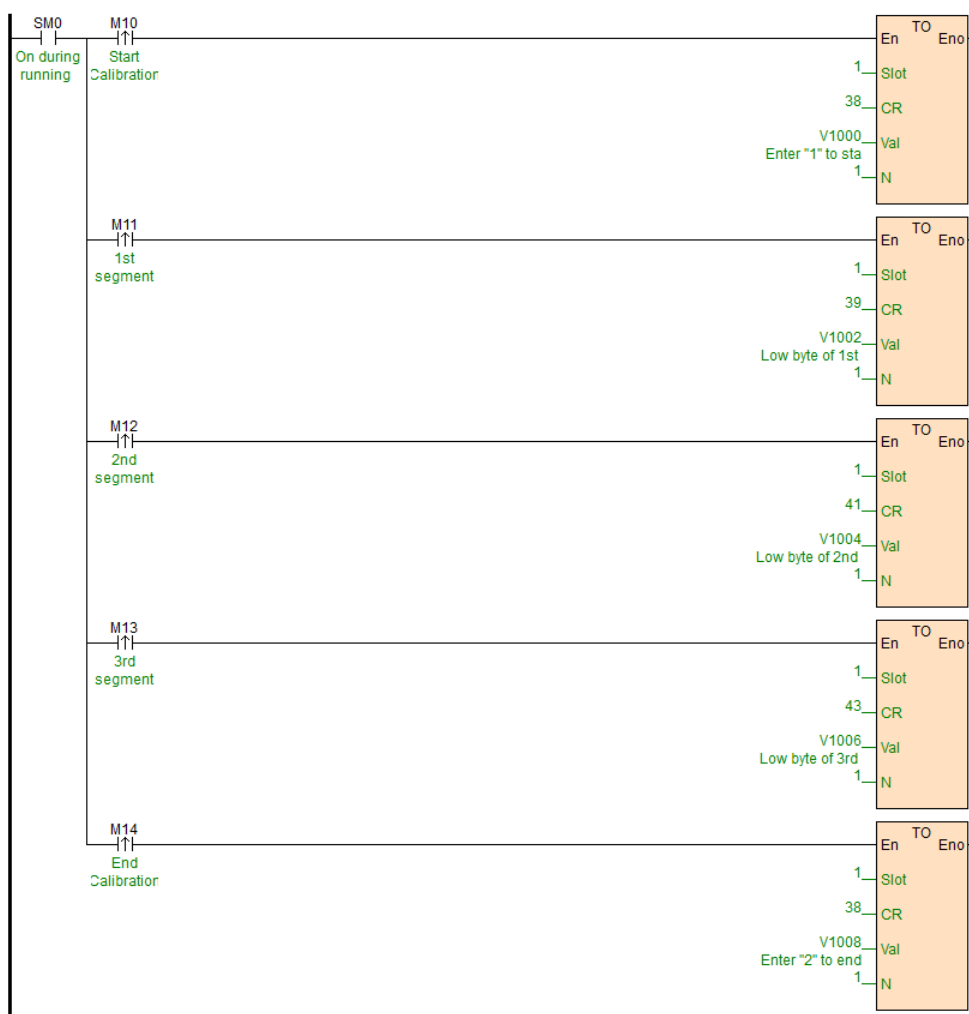 SM0
M10
On during
running
Start
Calibration
TO
En
Eno
1
Slot
38
CR
V1000
Val
Enter "1" to sta
1
N
M11
1st
segment
TO
En
Eno
1
Slot
39
CR
V1002
Val
Low byte of 1st
1
N
M12
2nd
segment
TO
En
Eno
1
Slot
41
CR
V1004
Val
Low byte of 2nd
1
N
M13
3rd
segment
TO
En
Eno
1
Slot
43
CR
V1006
Val
Low byte of 3rd
1
N
M14
End
Calibration
TO
En
Eno
1
Slot
38
CR
V1008
Val
Enter "2" to end
1
N